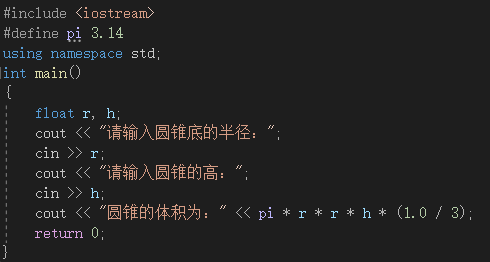 #include <iostream>
#define pi 3.14
using namespace std;
int main()
{
float r, h;
cout << "请输入圆锥底的半径：";
cin >> r;
cout << "请输入圆锥的高：";
cin >> h;
cout << "圆锥的体积为：" << pi * r * r * h * (1.0 / 3);
return 0;
}